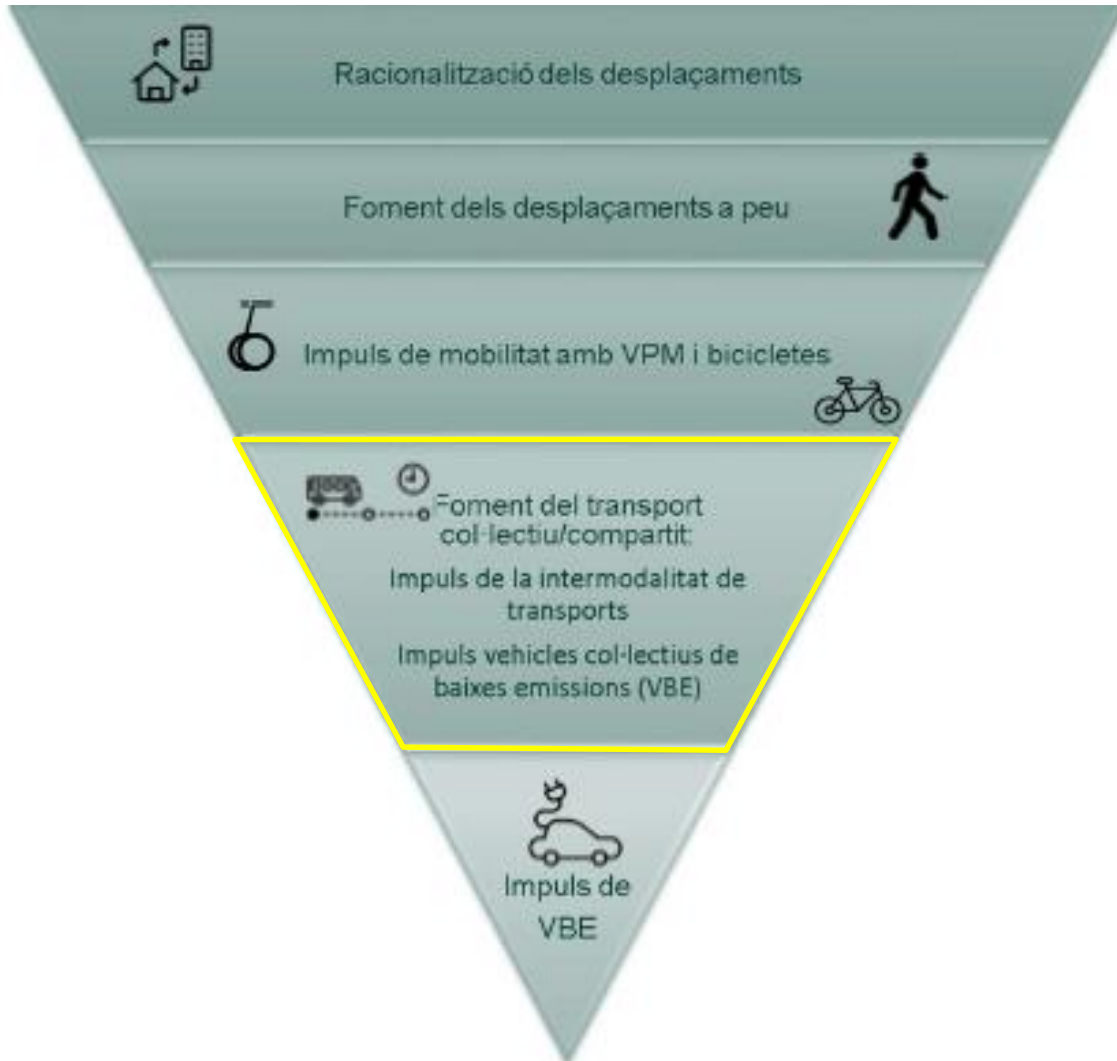 Racionalització dels desplaçaments
Foment dels desplaçaments a peu
Impuls de mobilitat amb VPM i bicicletes
Foment del transport
col·lectiu/compartit:
Impuls de la intermodalitat de
transports
Impuls vehicles col·lectius de
baixes emissions (VBE)
Impuls de
VBE